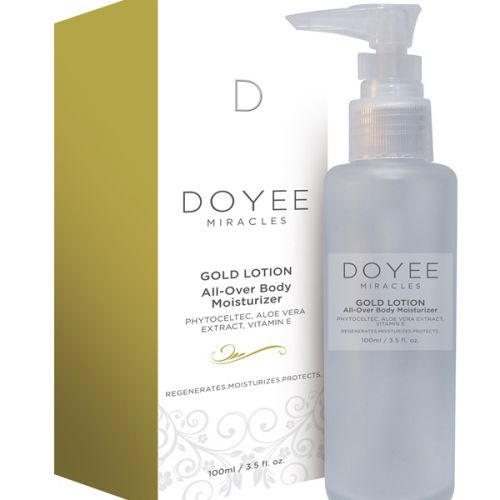 D
DOYEE
MIRACLES
GOLD LOTION
All-Over Body
Moisturizer
PHYTOCELTEC, ALOE VERA
EXTRACT, VITAMIN E
REGENERATES.MOISTURIZES.PROTECTS.
100ml / 3.5 fl. oz.
DOYEE
MIRACLES
GOLD LOTION
All-Over Body Moisturizer
PHYTOCELTEC, ALOE VERA EXTRACT,
VITAMIN E
REGENERATES.MOISTURIZES.PROTECTS.
100ml / 3.5 fl. oz.